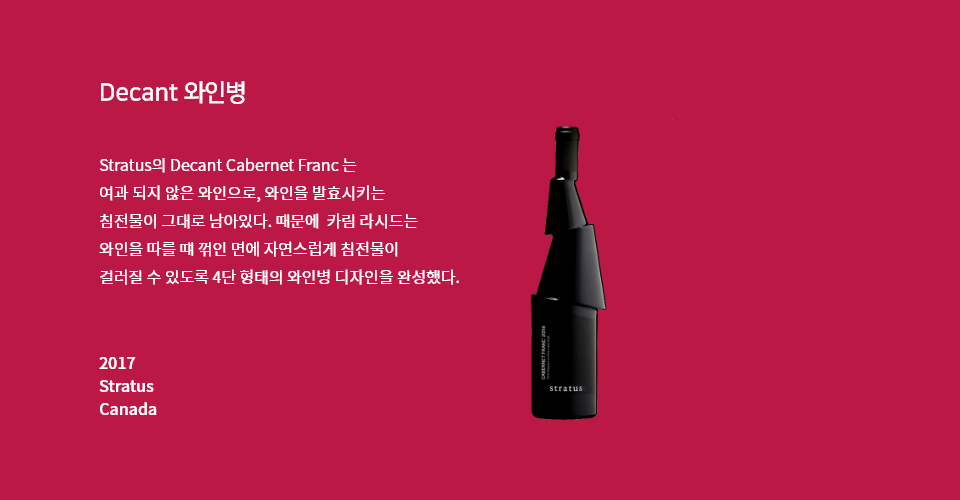 Decant 와인병
Stratus의 Decant Cabernet Franc 는
여과 되지 않은 와인으로, 와인을 발효시키는
침전물이 그대로 남아있다. 때문에 카림 라시드는
와인을 따를 때 꺾인 면에 자연스럽게 침전물이
걸러질 수 있도록 4단 형태의 와인병 디자인을 완성했다.
2017
Stratus
Canada
CABERNET FRANC 2014
stratus